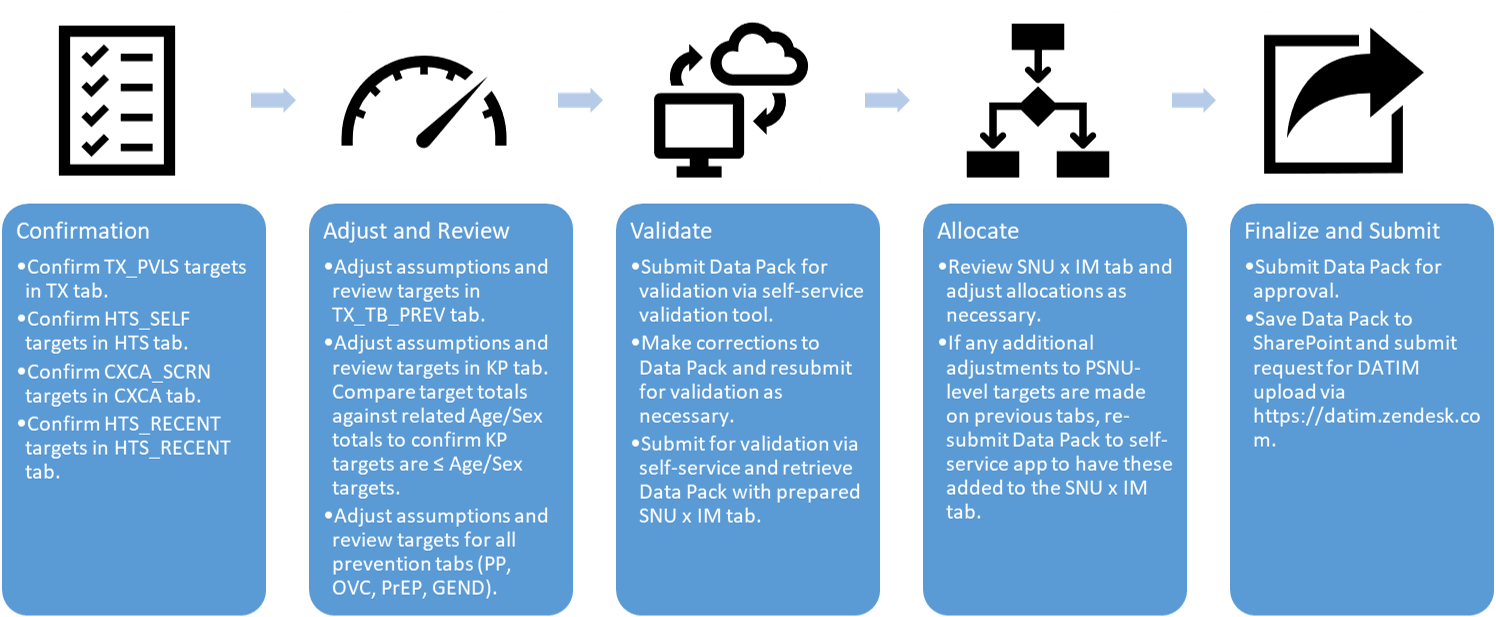 Confirmation
•Confirm TX_PVLS targets
in TX tab.
•Confirm HTS_SELF
targets in HTS tab.
•Confirm CXCA_SCRN
targets in CXCA tab.
•Confirm HTS_RECENT
targets in HTS_RECENT
tab.
Adjust and Review
•Adjust assumptions and
review targets in
TX_TB_PREV tab.
•Adjust assumptions and
review targets in KP tab.
Compare target totals
against related Age/Sex
totals to confirm KP
targets are ≤ Age/Sex
targets.
•Adjust assumptions and
review targets for all
prevention tabs (PP,
OVC, PrEP, GEND).
Validate
•Submit Data Pack for
validation via self-service
validation tool.
•Make corrections to
Data Pack and resubmit
for validation as
necessary.
•Submit for validation via
self-service and retrieve
Data Pack with prepared
SNU x IM tab.
Allocate
•Review SNU x IM tab and
adjust allocations as
necessary.
•If any additional
adjustments to PSNU-
level targets are made
on previous tabs, re-
submit Data Pack to self-
service app to have these
added to the SNU x IM
tab.
Finalize and Submit
•Submit Data Pack for
approval.
•Save Data Pack to
SharePoint and submit
request for DATIM
upload via
https://datim.zendesk.co
m.